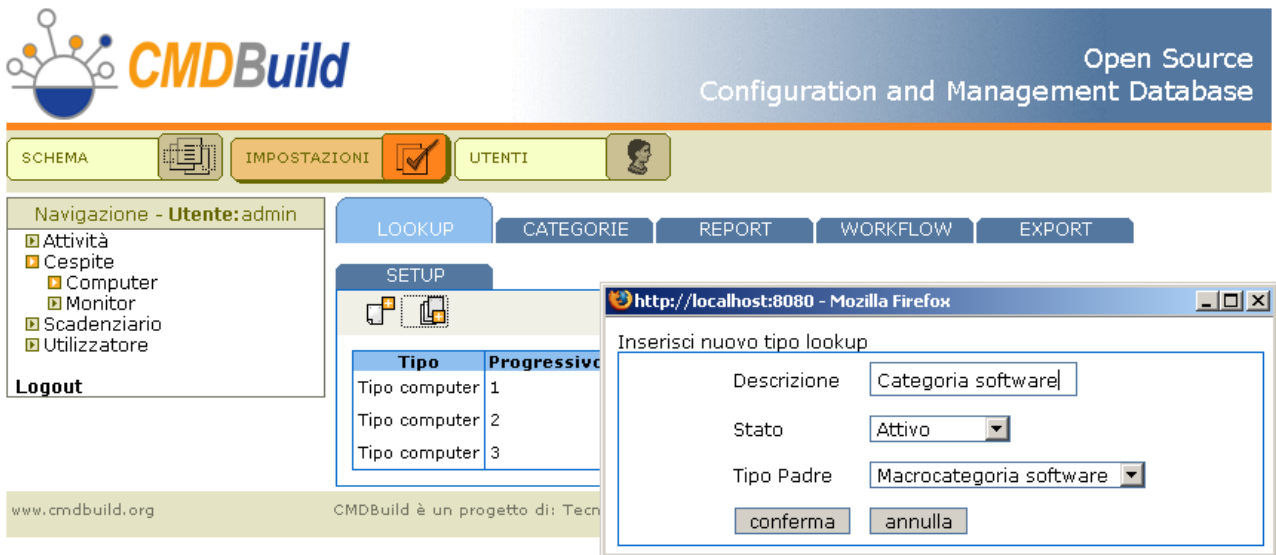 CMDBuild
Open Source
Configuration and Management Database
SCHEMA
IMPOSTAZIONI
UTENTI
Navigazione - Utente: admin
Attività
Cespite
Computer
Monitor
Scadenziario
Utilizzatore
Logout
LOOKUP
CATEGORIE
REPORT
WORKFLOW
EXPORT
SETUP
Tipo Progressivo
Tipo computer 1
Tipo computer 2
Tipo computer 3
http://localhost:8080 - Mozilla Firefox
Inserisci nuovo tipo lookup
Descrizione Categoria software
Stato Attivo
Tipo Padre Macrocategoria software
conferma annulla
www.cmdbuild.org
CMDBuild è un progetto di: Tecn